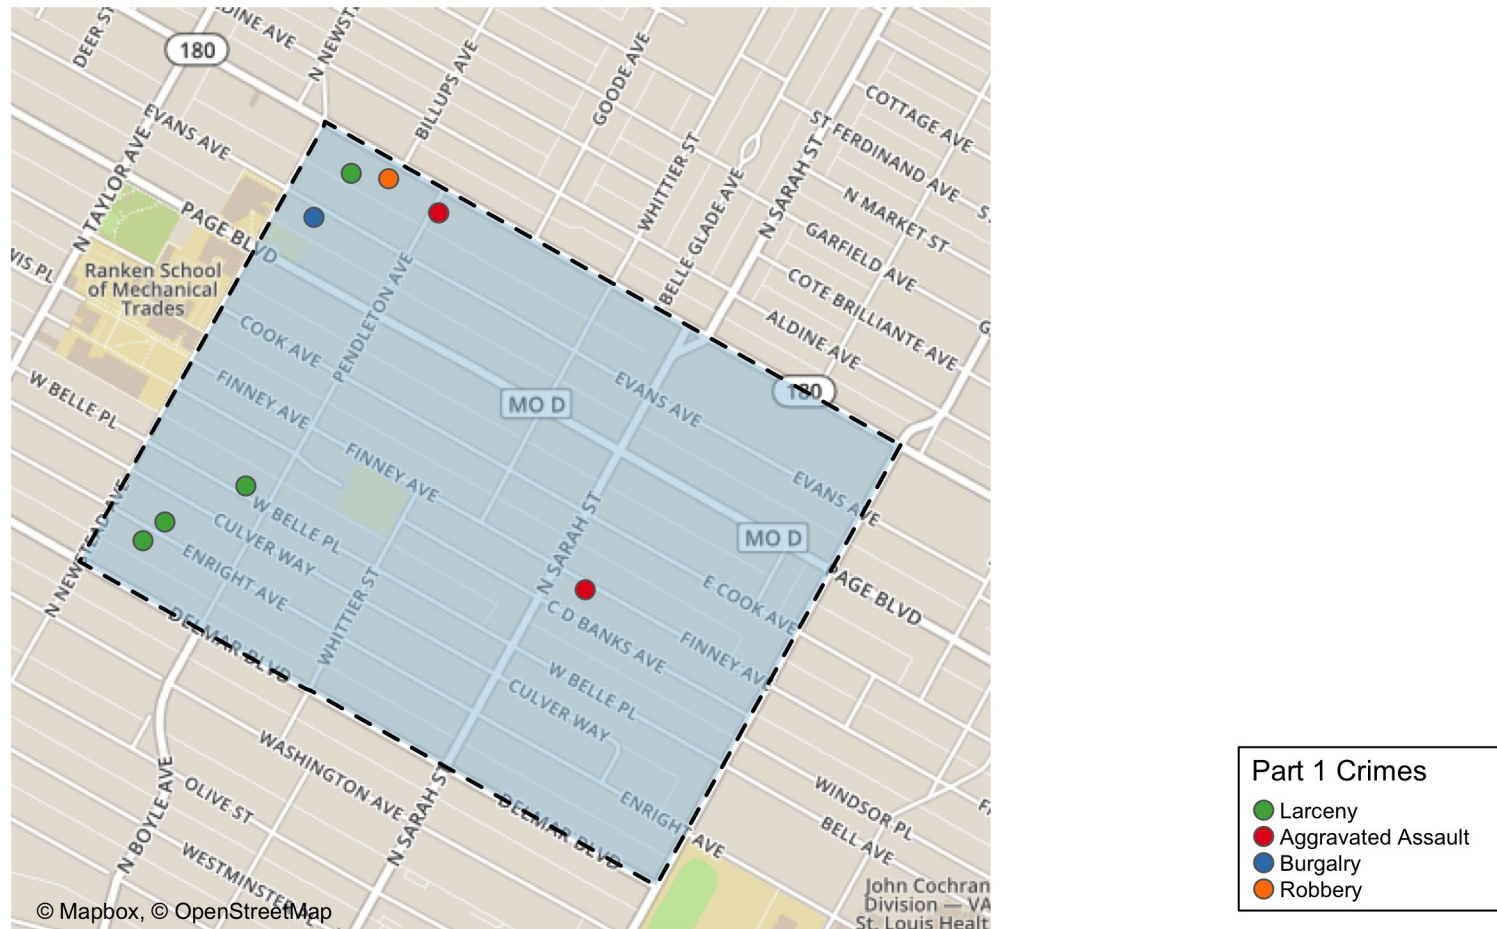 DEER ST
DINE AVE
N NEWST
180
BILLUPS AVE
GOODE AVE
COTTAGE AVE
EVANS AVE
ST FERDINAND AVE
N TAYLOR AVE
WHITTIER ST
N SARAH ST
BELLE GLADE AVE
N MARKET ST
S
PAGE BLVD
GARFIELD AVE
VIS PL
Ranken School
of Mechanical
Trades
PENDLETON AVE
COTE BRILLIANTE AVE
G
ALDINE AVE
COOK AVE
W BELLE PL
FINNEY AVE
EVANS AVE
180
MO D
FINNEY AVE
EVANS AVE
N NEWSTEAD AVE
W BELLE PL
CULVER WAY
N SARAH ST
MO D
ENRIGHT AVE
WHITTIER ST
E COOK AVE
PAGE BLVD
C D BANKS AVE
FINNEY AVE
DELMAR BLVD
W BELLE PL
CULVER WAY
WASHINGTON AVE
OLIVE ST
N BOYLE AVE
N SARAH ST
DELMAR BLVD
ENRIGHT AVE
WINDSOR PL
BELL AVE
F
WESTMINSTER PL
John Cochran
Division — VA
St. Louis Healt
© Mapbox, © OpenStreetMap
Part 1 Crimes
Larceny
Aggravated Assault
Burgalry
Robbery